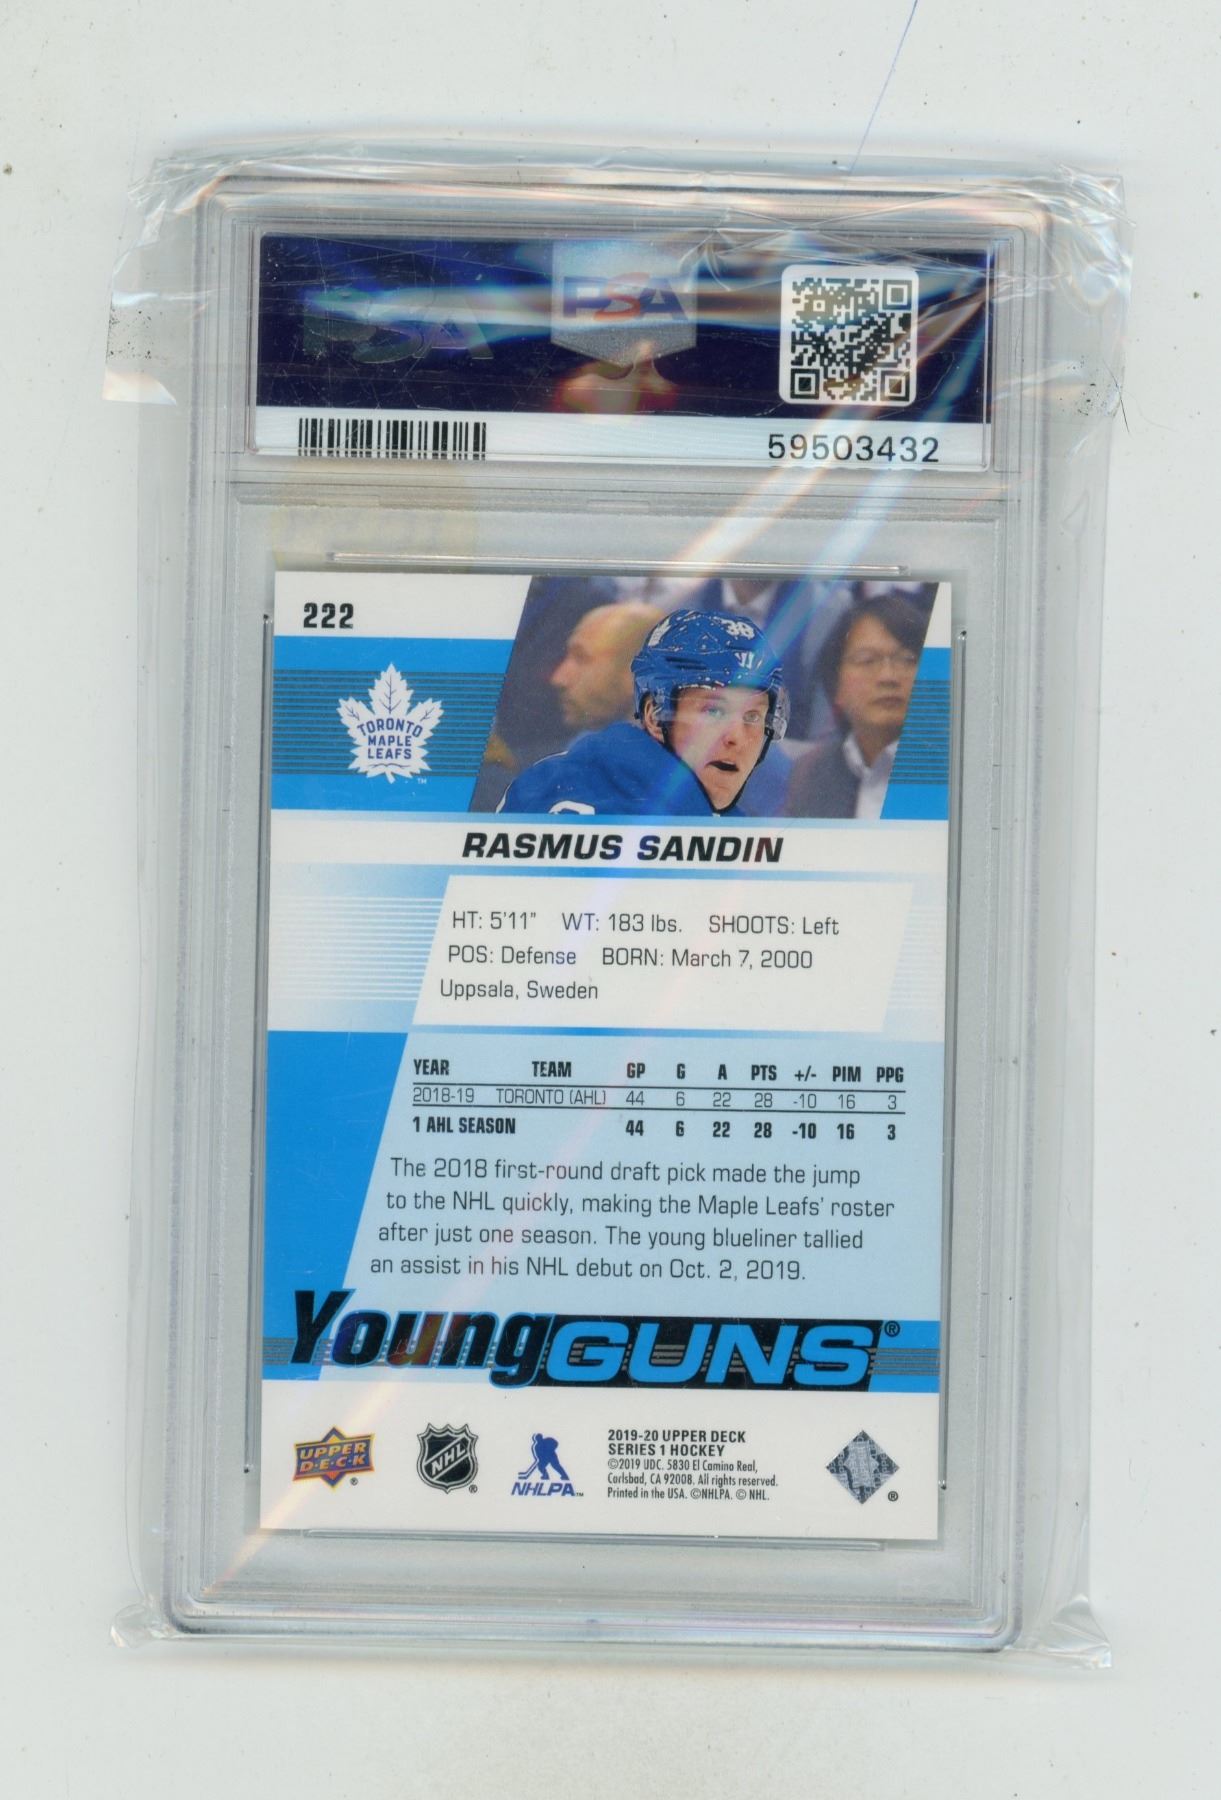 PSA
PSA
59503432
222
38
TORONTO
MAPLE
LEAFS
TM
RASMUS SANDIN
HT: 5'11" WT: 183 lbs. SHOOTS: Left
POS: Defense BORN: March 7, 2000
Uppsala, Sweden
YEAR TEAM GP G A PTS +/- PIM PPG
2018-19 TORONTO (AHL) 44 6 22 28 -10 16 3
1 AHL SEASON 44 6 22 28 -10 16 3
The 2018 first-round draft pick made the jump
to the NHL quickly, making the Maple Leafs' roster
after just one season. The young blueliner tallied
an assist in his NHL debut on Oct. 2, 2019.
Young GUNS®
UPPER
D·E·C·K
®
NHL
®
NHLPA™
2019-20 UPPER DECK
SERIES 1 HOCKEY
©2019 UDC. 5830 El Camino Real,
Carlsbad, CA 92008. All rights reserved.
Printed in the USA. ©NHLPA. © NHL.
®